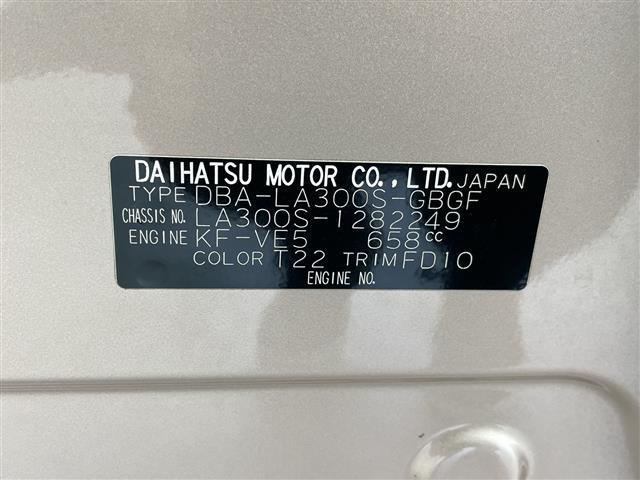 DAIHATSU MOTOR CO., LTD. JAPAN
TYPE DBA-LA300S-GBGF
CHASSIS NO. LA300S-1282249
ENGINE KF-VE5 658cc
COLOR T22 TRIM FD10
ENGINE NO.